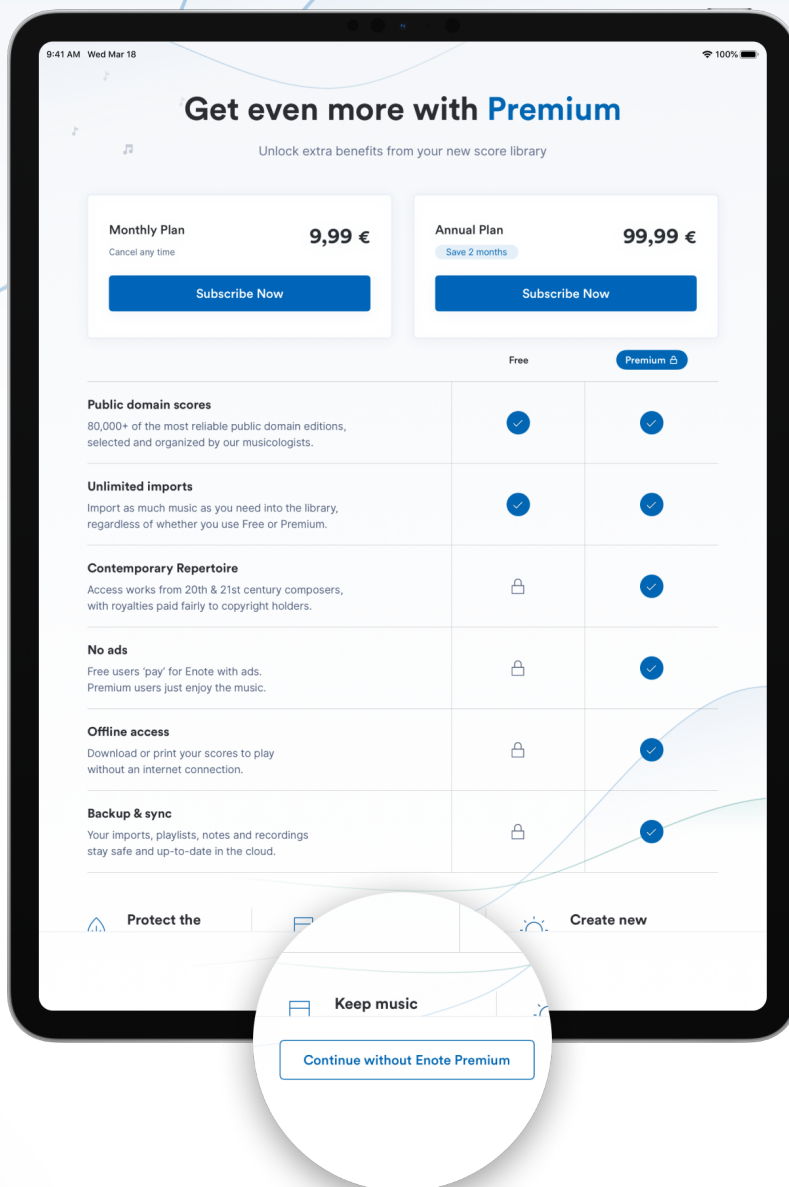 9:41 AM Wed Mar 18
100%
Get even more with Premium
Unlock extra benefits from your new score library
Monthly Plan
9,99 €
Cancel any time
Subscribe Now
Annual Plan
99,99 €
Save 2 months
Subscribe Now
Free
Premium
Public domain scores
80,000+ of the most reliable public domain editions,
selected and organized by our musicologists.
Unlimited imports
Import as much music as you need into the library,
regardless of whether you use Free or Premium.
Contemporary Repertoire
Access works from 20th & 21st century composers,
with royalties paid fairly to copyright holders.
No ads
Free users ‘pay’ for Enote with ads.
Premium users just enjoy the music.
Offline access
Download or print your scores to play
without an internet connection.
Backup & sync
Your imports, playlists, notes and recordings
stay safe and up-to-date in the cloud.
Protect the
Create new
Keep music
Continue without Enote Premium